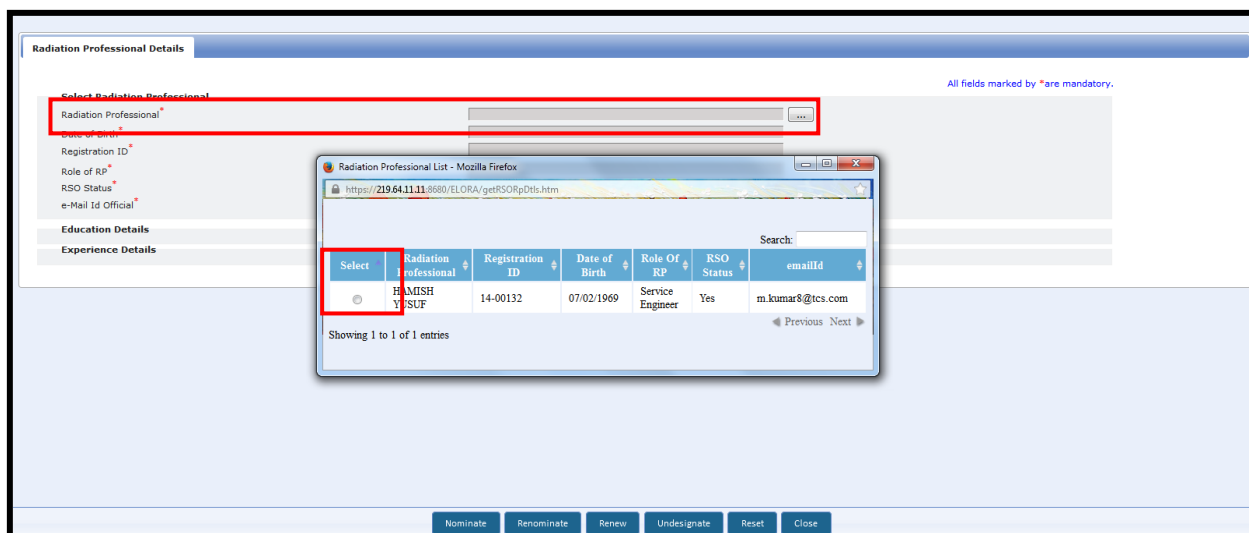 Radiation Professional Details
All fields marked by *are mandatory.
Select Radiation Professional
Radiation Professional*
...
Date of Birth*
Registration ID*
Role of RP*
RSO Status*
e-Mail Id Official*
Education Details
Experience Details
Radiation Professional List - Mozilla Firefox
https://219.64.11.11:8680/ELORA/getRSORpDtls.htm
Search:
Select Radiation Professional Registration ID Date of Birth Role Of RP RSO Status emailId
HAMISH YUSUF 14-00132 07/02/1969 Service Engineer Yes m.kumar8@tcs.com
Previous Next
Showing 1 to 1 of 1 entries
Nominate Renominate Renew Undesignate Reset Close